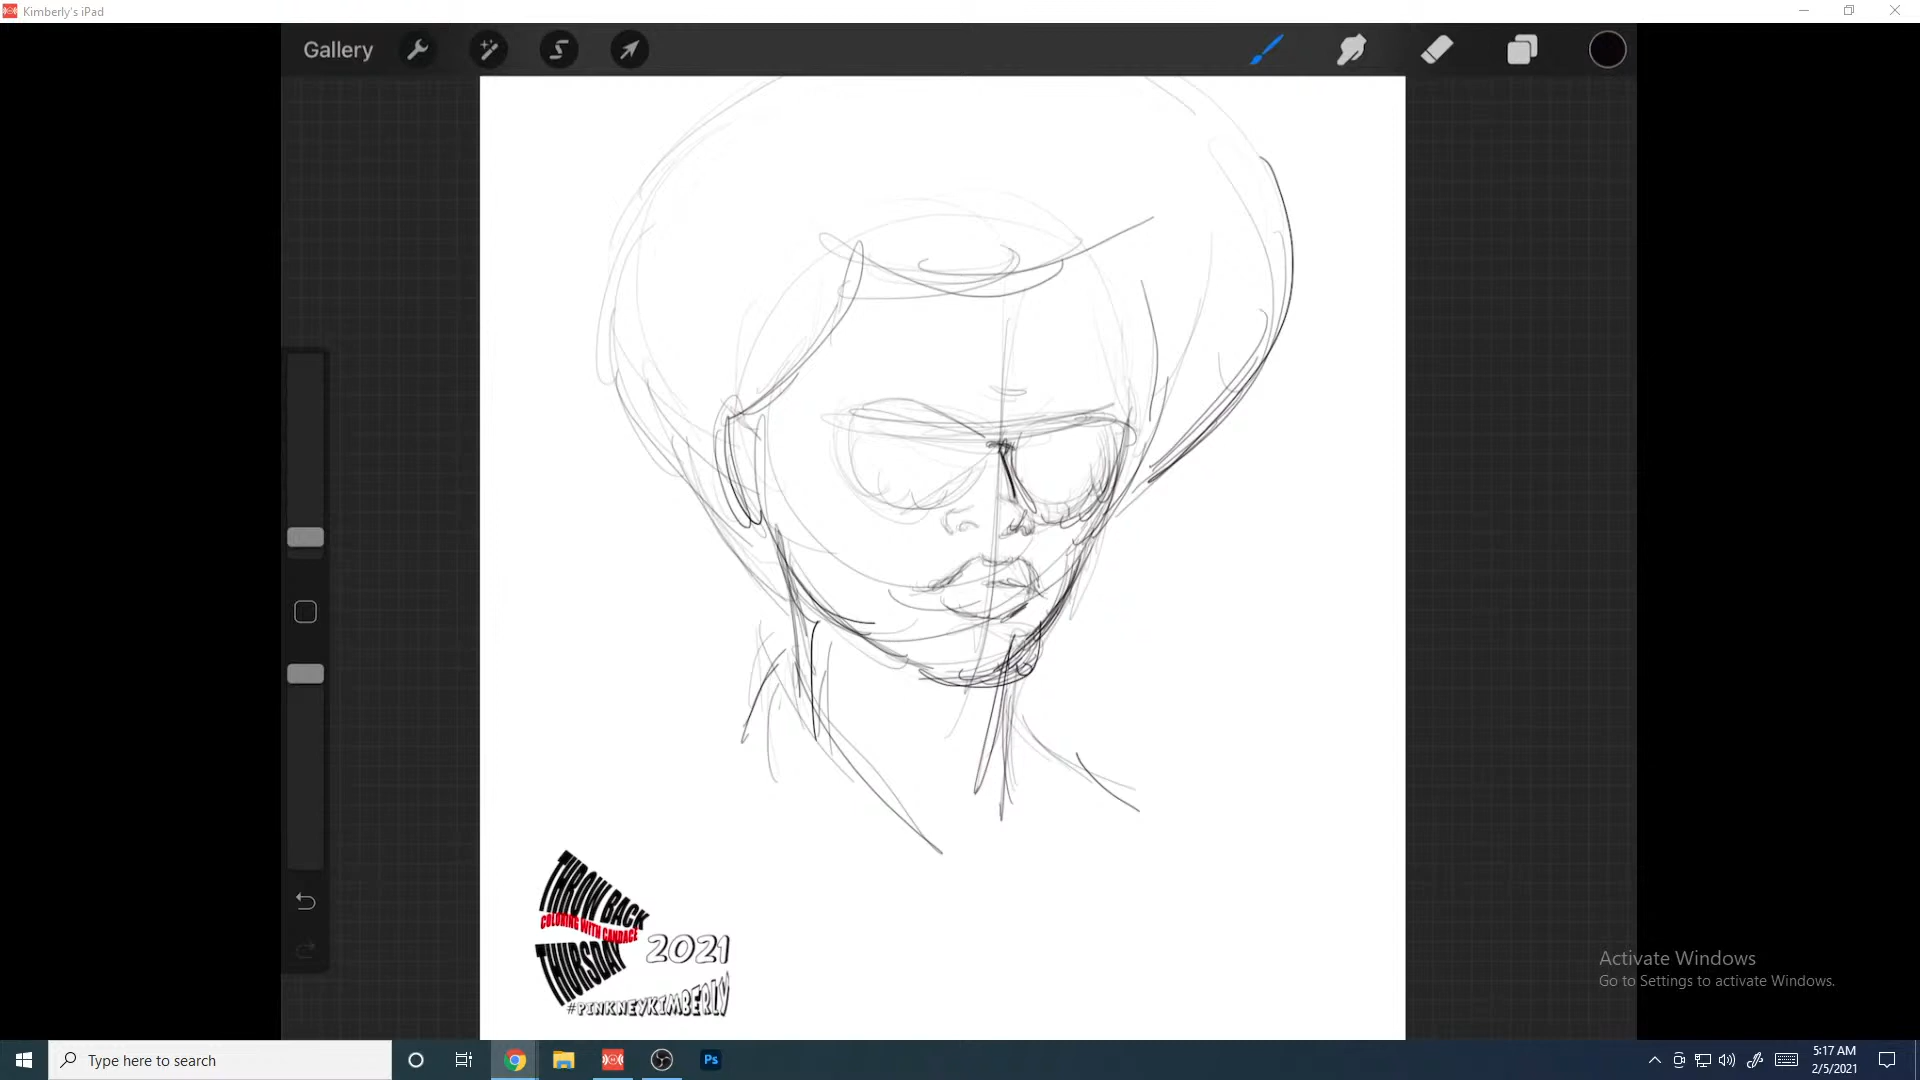 Kimberly's iPad
Gallery
THROW BACK
COLORING WITH CANDACE
THURSDAY
2021
#PINKNEYKIMBERLY
Activate Windows
Go to Settings to activate Windows.
Type here to search
Ps
5:17 AM
2/5/2021